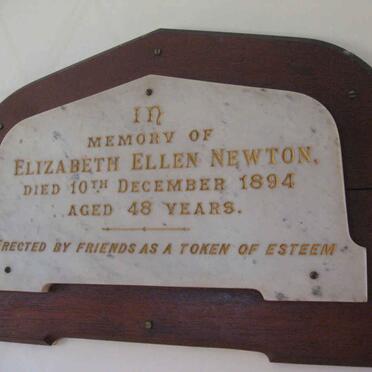 In
MEMORY OF
ELIZABETH ELLEN NEWTON.
DIED 10TH DECEMBER 1894
AGED 48 YEARS.
ERECTED BY FRIENDS AS A TOKEN OF ESTEEM